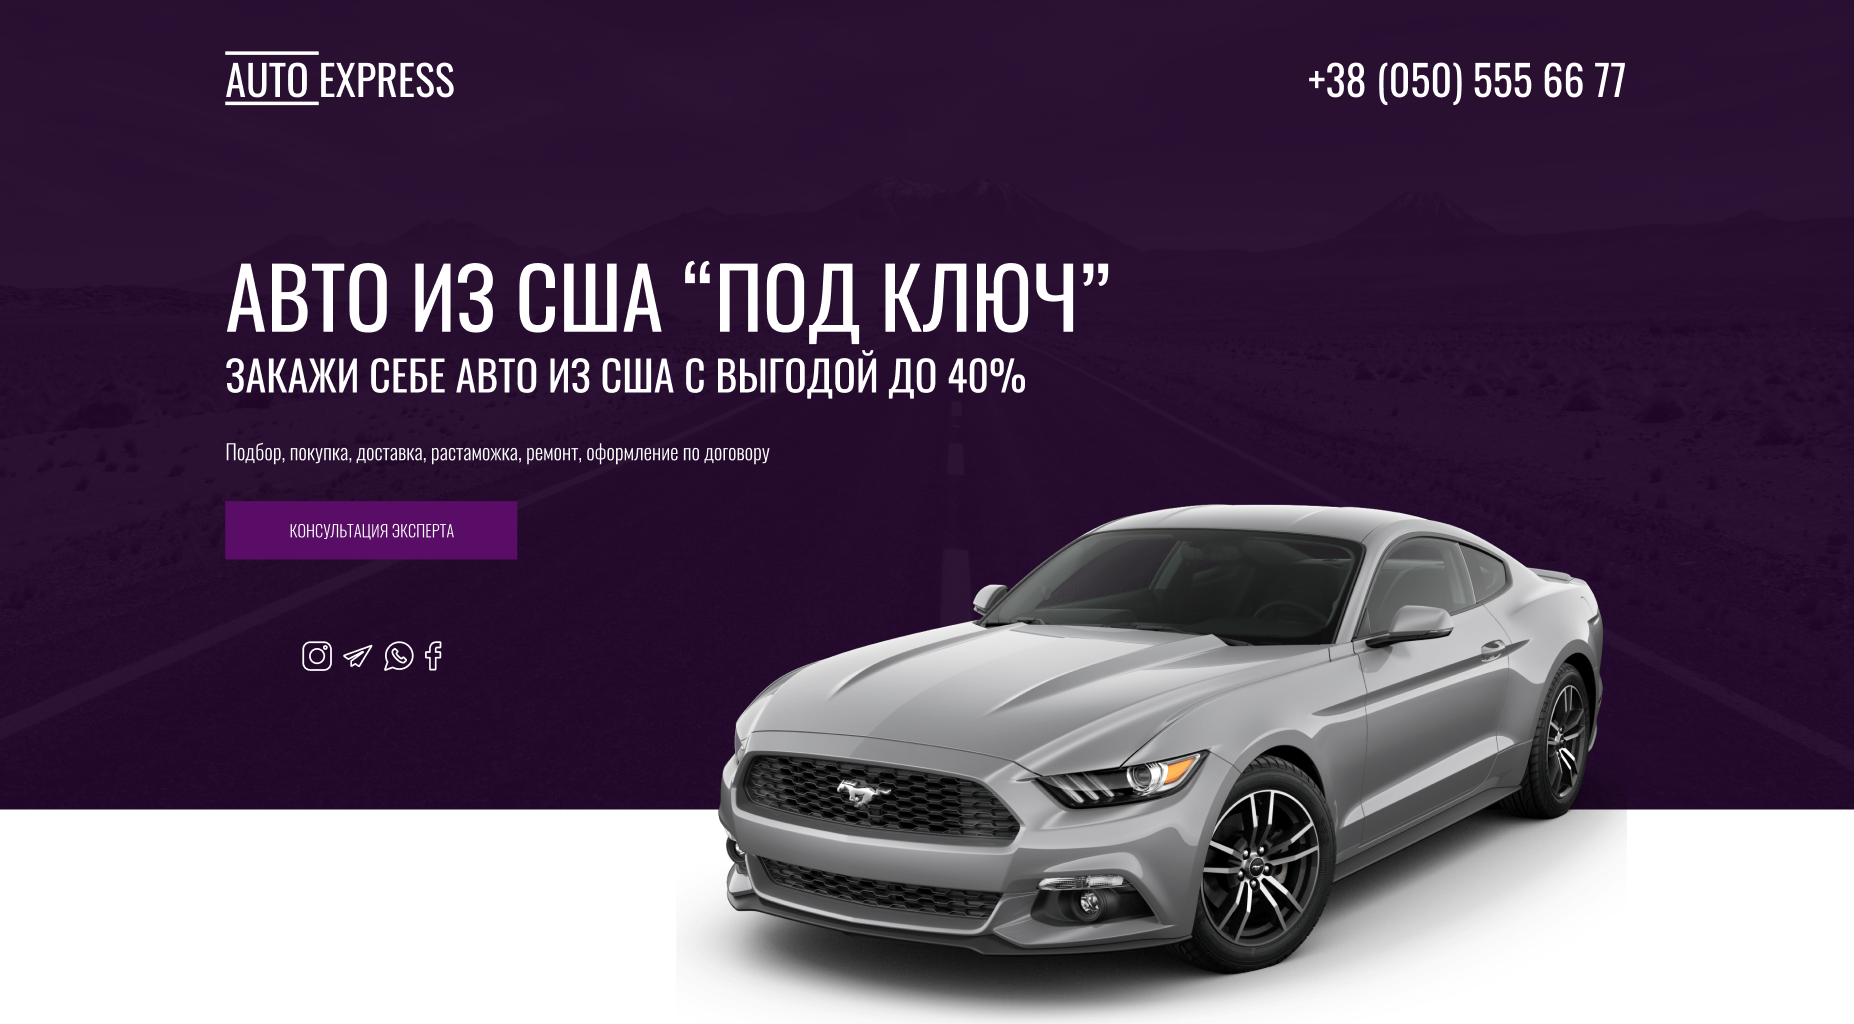 AUTO EXPRESS
+38 (050) 555 66 77
АВТО ИЗ США “ПОД КЛЮЧ”
ЗАКАЖИ СЕБЕ АВТО ИЗ США С ВЫГОДОЙ ДО 40%
Подбор, покупка, доставка, растаможка, ремонт, оформление по договору
КОНСУЛЬТАЦИЯ ЭКСПЕРТА